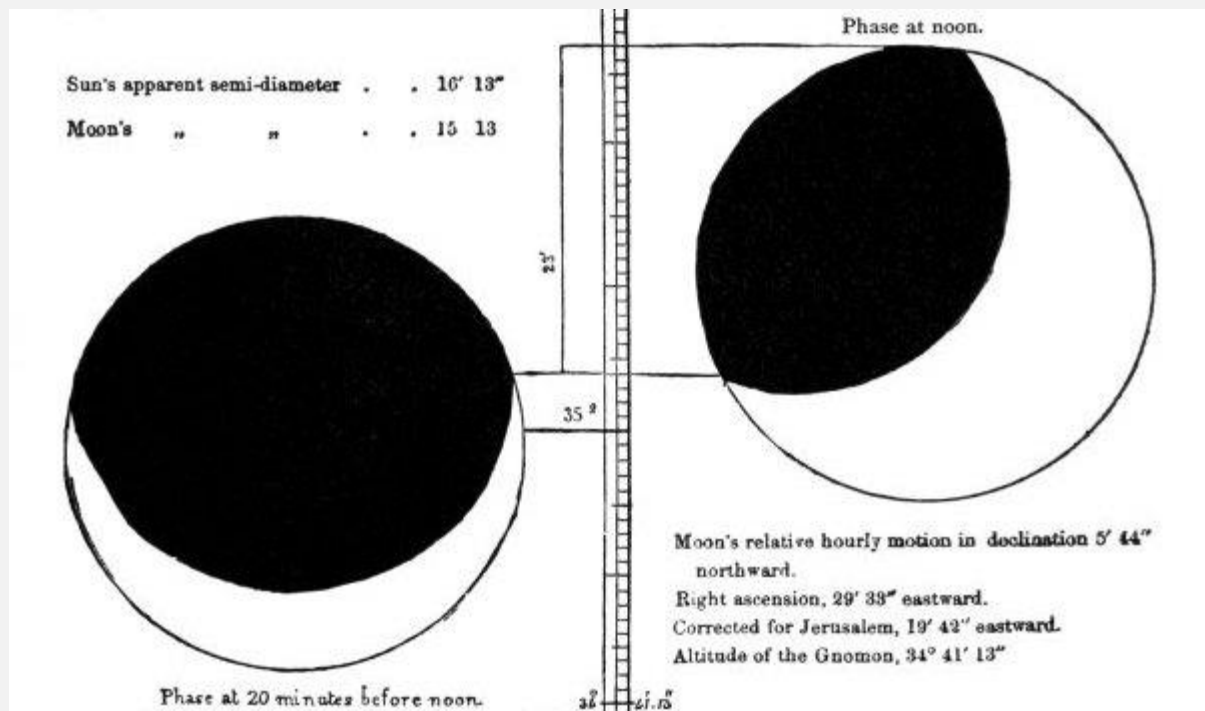 Phase at noon.
Sun's apparent semi-diameter . . 16′ 13″
Moon's „ „ . . 15 13
23′
35 ²
Moon's relative hourly motion in declination 5′ 44″
northward.
Right ascension, 29′ 33″ eastward.
Corrected for Jerusalem, 19′ 42″ eastward.
Altitude of the Gnomon, 34° 41′ 13″
Phase at 20 minutes before noon.